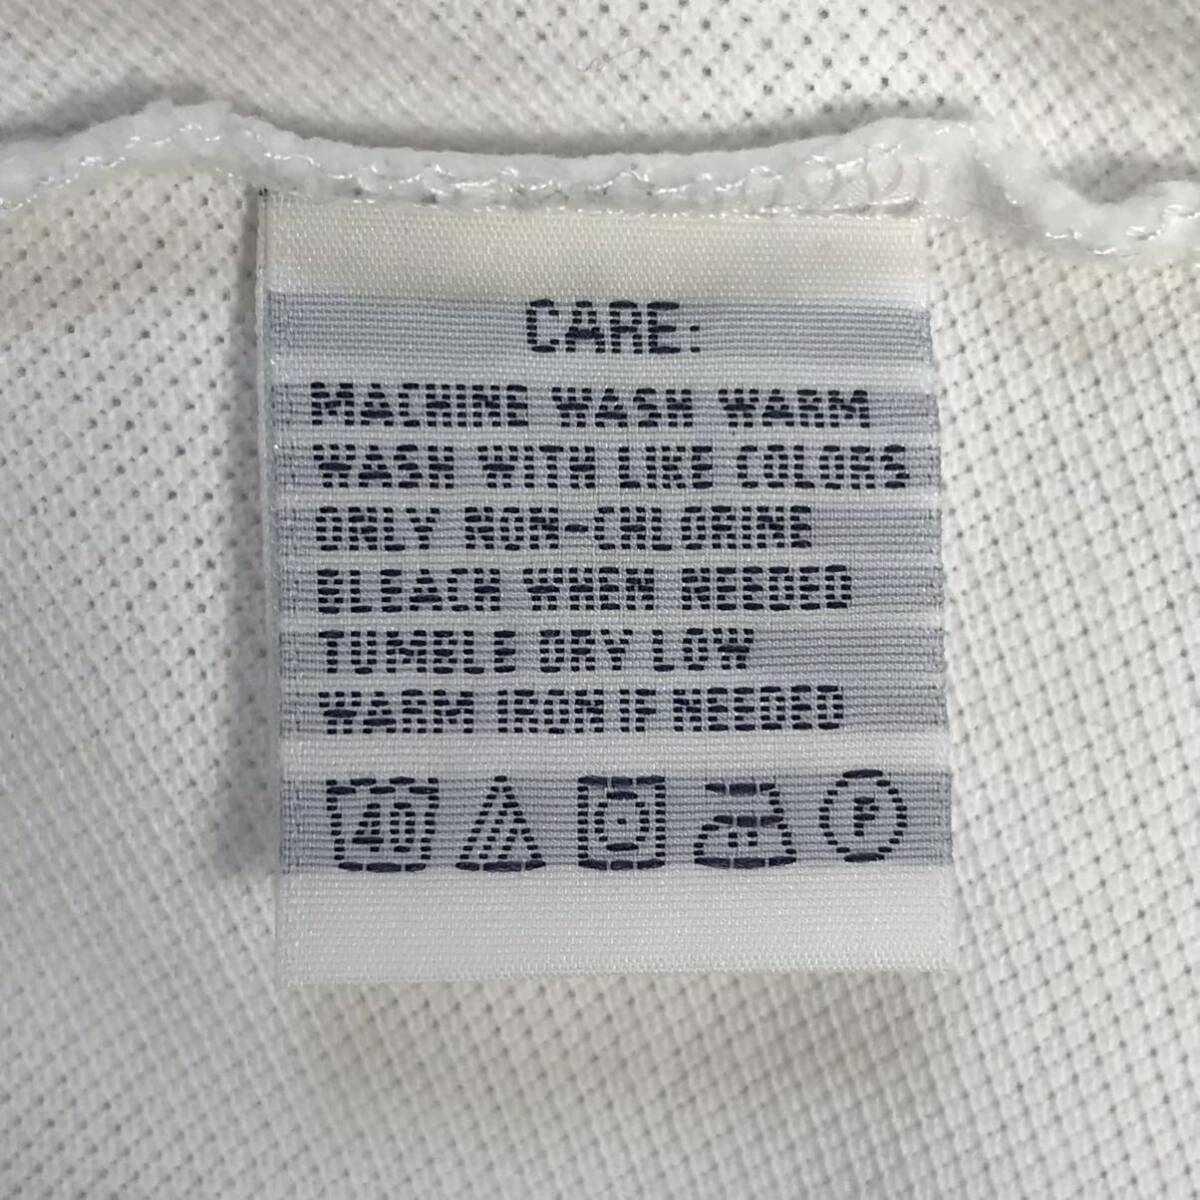 CARE:
MACHINE WASH WARM
WASH WITH LIKE COLORS
ONLY NON-CHLORINE
BLEACH WHEN NEEDED
TUMBLE DRY LOW
WARM IRON IF NEEDED
40 P